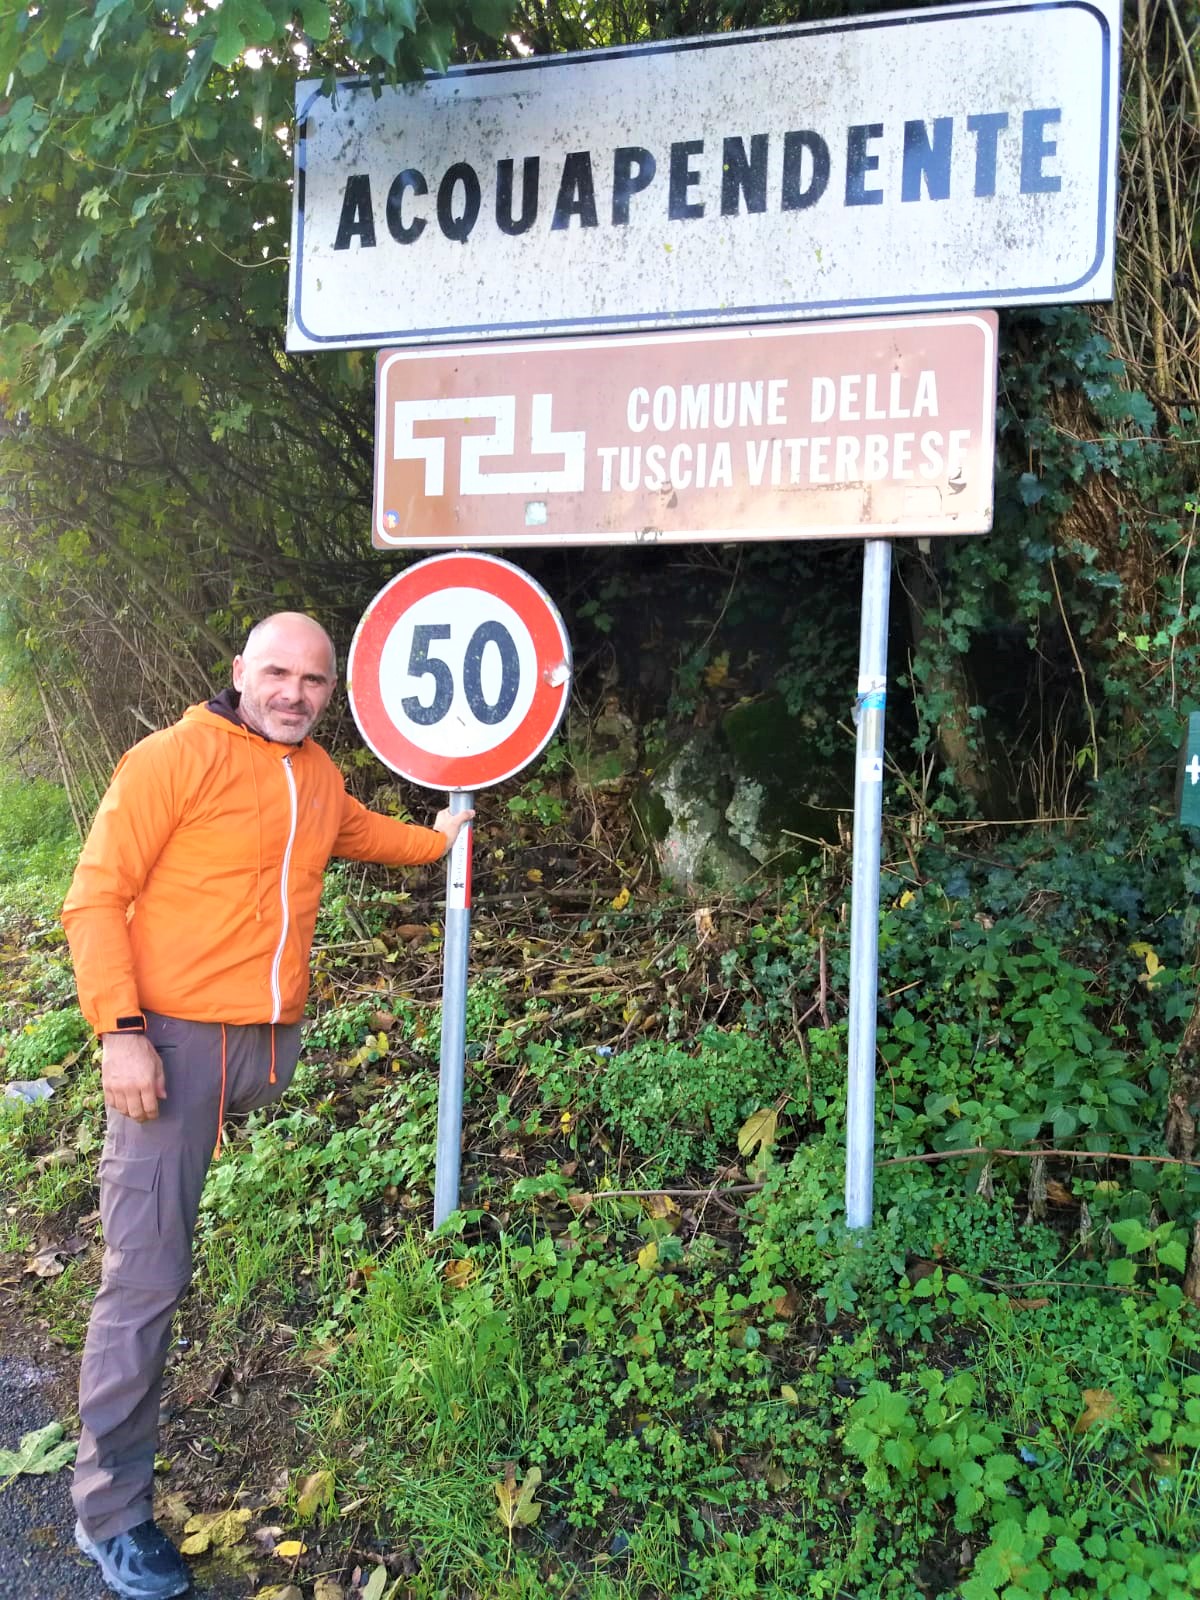 ACQUAPENDENTE
COMUNE DELLA
TUSCIA VITERBESE
50